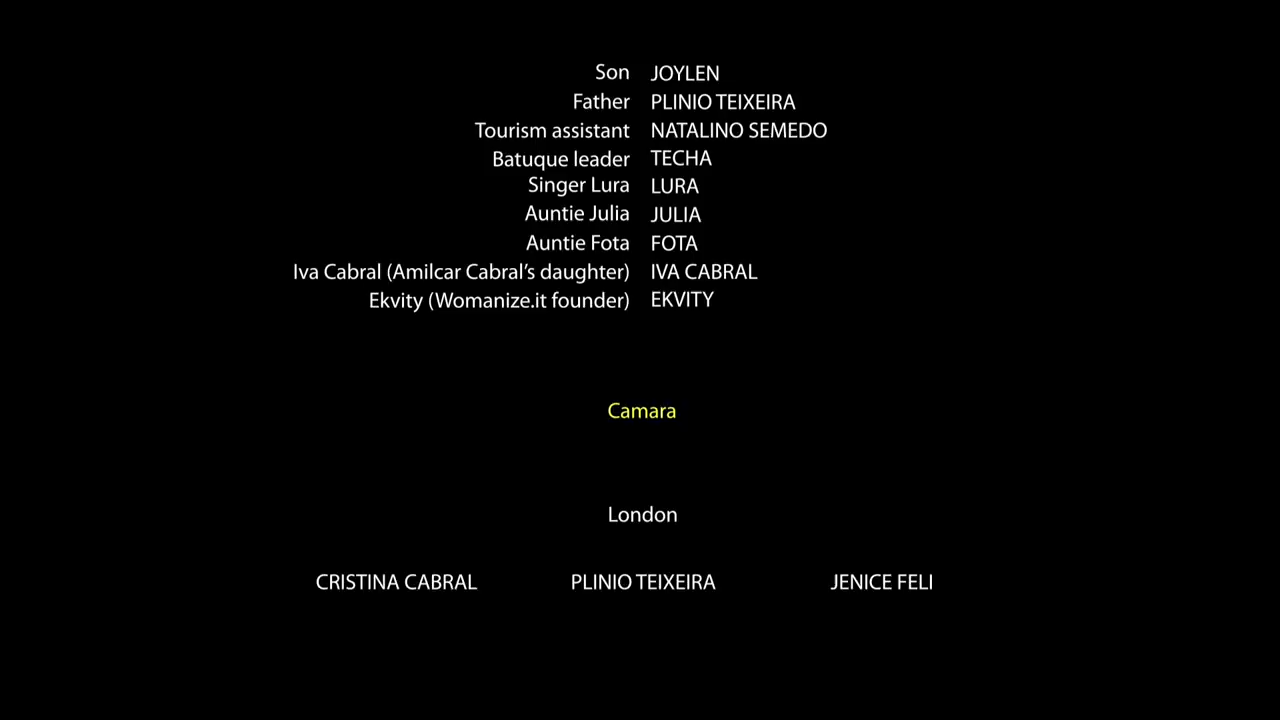 Son JOYLEN
Father PLINIO TEIXEIRA
Tourism assistant NATALINO SEMEDO
Batuque leader TECHA
Singer Lura LURA
Auntie Julia JULIA
Auntie Fota FOTA
Iva Cabral (Amilcar Cabral's daughter) IVA CABRAL
Ekvity (Womanize.it founder) EKVITY
Camara
London
CRISTINA CABRAL PLINIO TEIXEIRA JENICE FELI